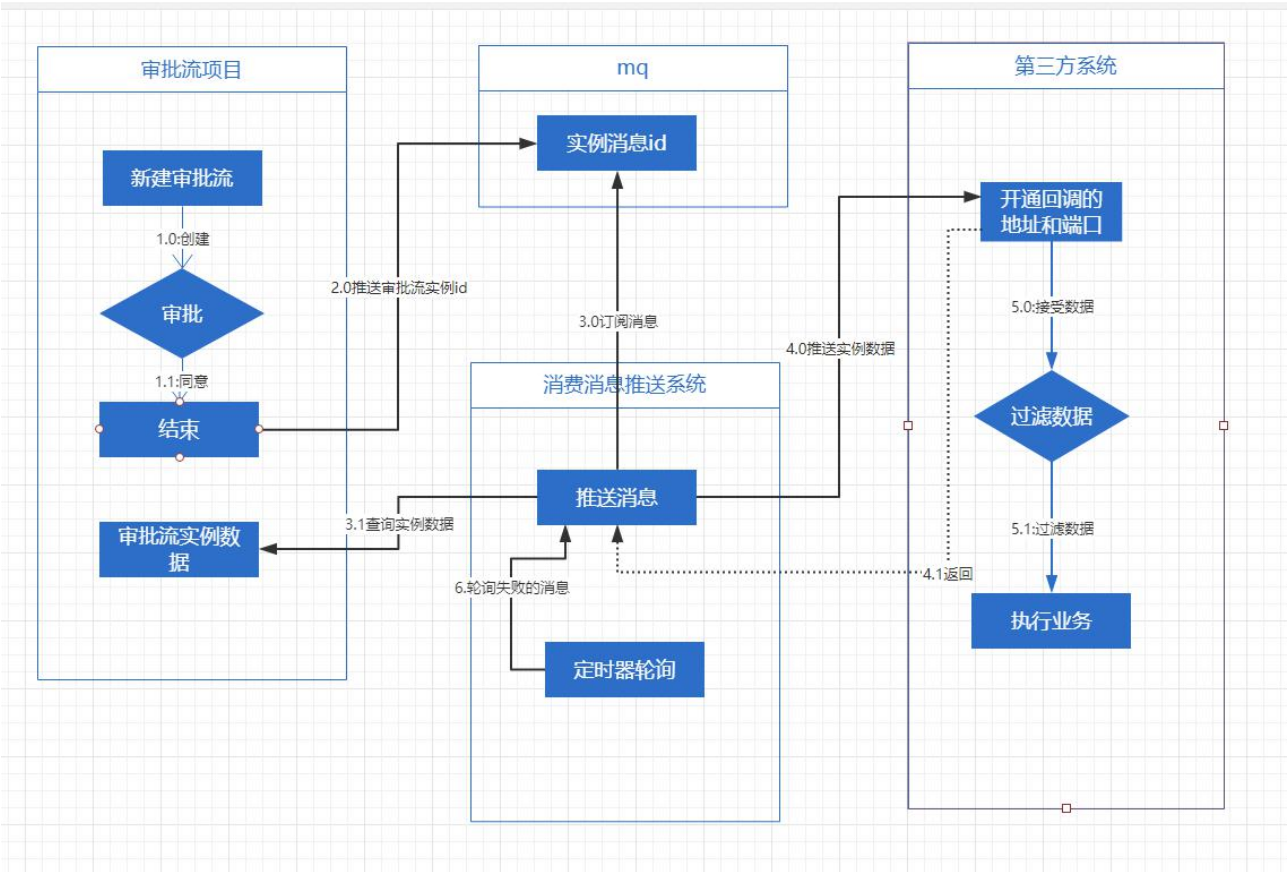 审批流项目
新建审批流
1.0:创建
审批
1.1:同意
结束
审批流实例数
据
2.0推送审批流实例id
mq
实例消息id
3.0订阅消息
消费消息推送系统
推送消息
3.1查询实例数据
6.轮询失败的消息
定时器轮询
4.0推送实例数据
4.1返回
第三方系统
开通回调的
地址和端口
5.0:接受数据
过滤数据
5.1:过滤数据
执行业务